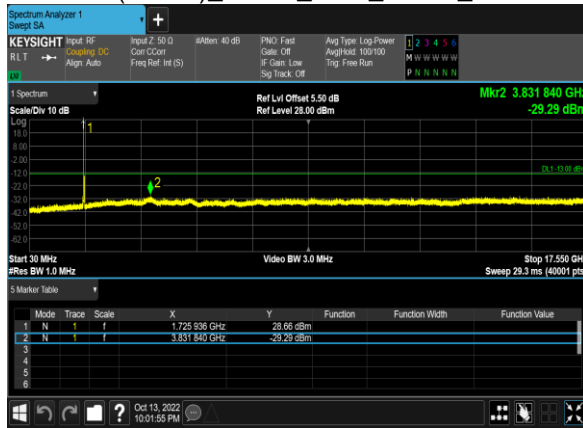 Spectrum Analyzer 1
Swept SA
+
KEYSIGHT Input: RF Input Z: 50 Ω #Atten: 40 dB PNO: Fast Avg Type: Log-Power 1 2 3 4 5 6
RLT Coupling: DC Corr CCorr Gate: Off Avg|Hold: 100/100 M W W W W W
Align: Auto Freq Ref: Int (S) IF Gain: Low Trig: Free Run
LXI Sig Track: Off P N N N N N
1 Spectrum Ref Lvl Offset 5.50 dB Mkr2 3.831 840 GHz
Scale/Div 10 dB Ref Level 28.00 dBm -29.29 dBm
Log
1
18.0
8.00
-2.00
DL1 -13.00 dBm
-12.0
-22.0
2
-32.0
-42.0
-52.0
-62.0
Start 30 MHz Video BW 3.0 MHz Stop 17.550 GH
#Res BW 1.0 MHz Sweep 29.3 ms (40001 pts
5 Marker Table
Mode Trace Scale X Y Function Function Width Function Value
1 N 1 f 1.725 936 GHz 28.66 dBm
2 N 1 f 3.831 840 GHz -29.29 dBm
3
4
5
6
? Oct 13, 2022
10:01:55 PM